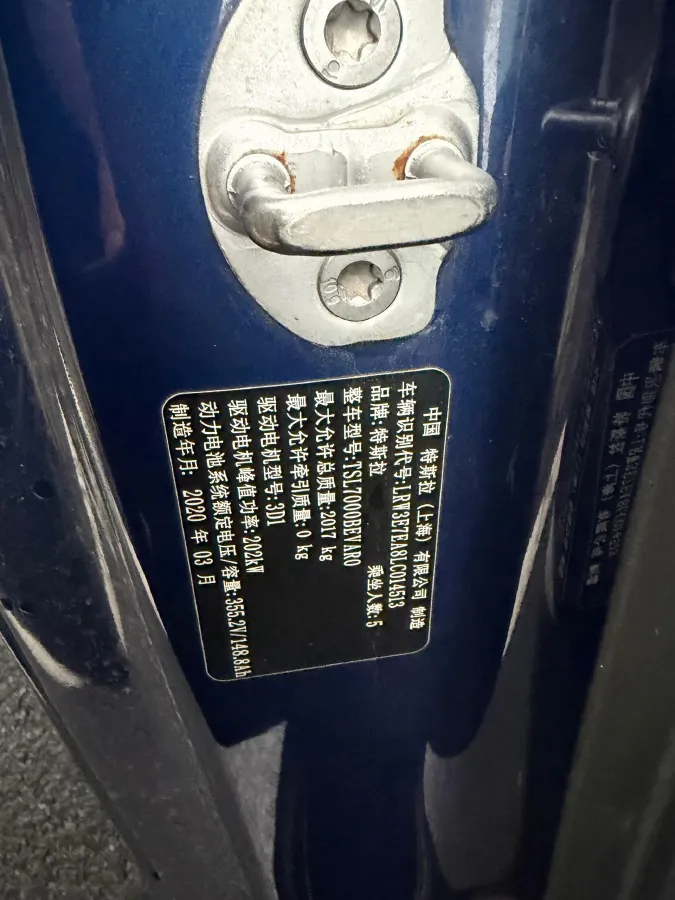 中国 特斯拉（上海）有限公司 制造
车辆识别代号:LRW3E7EA8LC014513
品牌:特斯拉 乘坐人数:5
整车型号:TSL7000BEVAR0
最大允许总质量:2017 kg
最大允许牵引质量: 0 kg
驱动电机型号:3D1
驱动电机峰值功率:202kW
动力电池系统额定电压/容量:355.2V/148.8Ah
制造年月: 2020 年 03 月